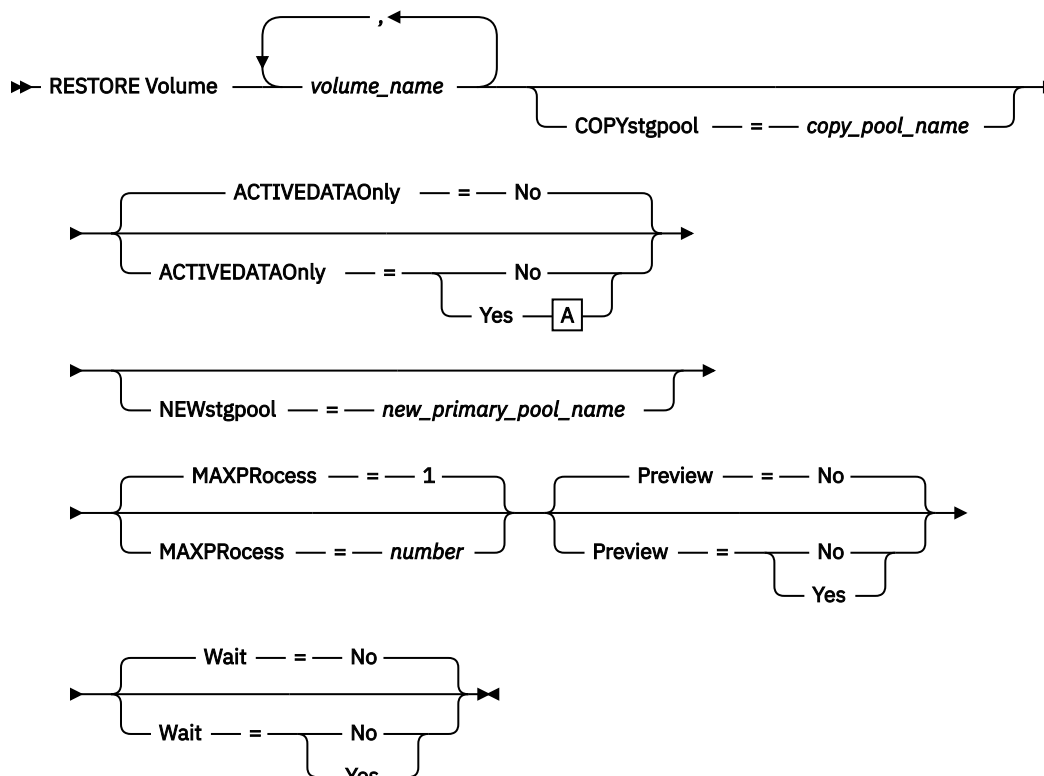 ,
RESTORE Volume volume_name
COPYstgpool = copy_pool_name
ACTIVEDATAOnly = No
ACTIVEDATAOnly = No
Yes A
NEWstgpool = new_primary_pool_name
MAXPRocess = 1 Preview = No
MAXPRocess = number Preview = No
Yes
Wait = No
Wait = No
Yes